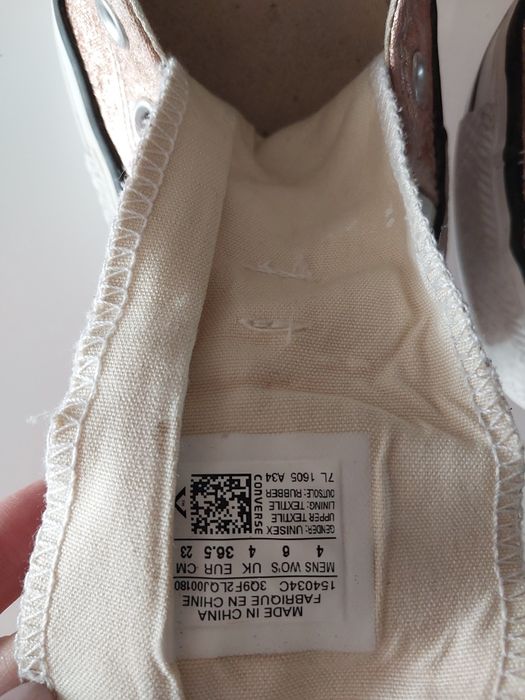 MADE IN CHINA
FABRIQUE EN CHINE
154034C 3Q9F2LQJ00180
MENS WO'S UK EUR CM
4 6 4 36.5 23
GENDER: UNISEX
UPPER TEXTILE
LINING: TEXTILE
OUTSOLE: RUBBER
7L 1605 A34
CONVERSE